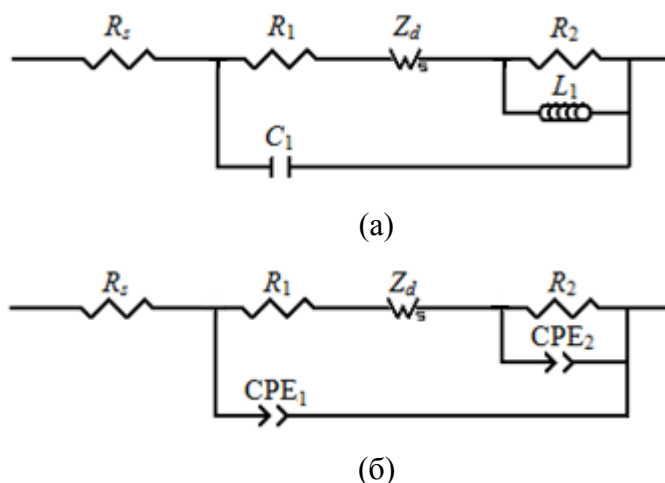 Rs R1 Zd R2
s
L1
C1
(а)
Rs R1 Zd R2
s
CPE2
CPE1
(б)